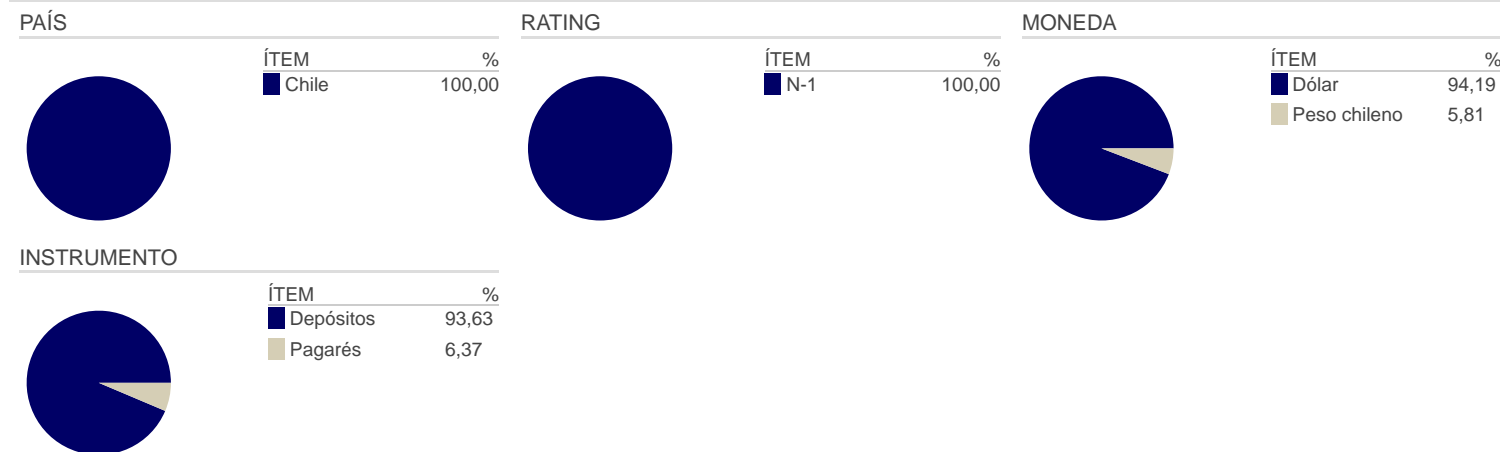 PAÍS
ÍTEM %
Chile 100,00
RATING
ÍTEM %
N-1 100,00
MONEDA
ÍTEM %
Dólar 94,19
Peso chileno 5,81
INSTRUMENTO
ÍTEM %
Depósitos 93,63
Pagarés 6,37